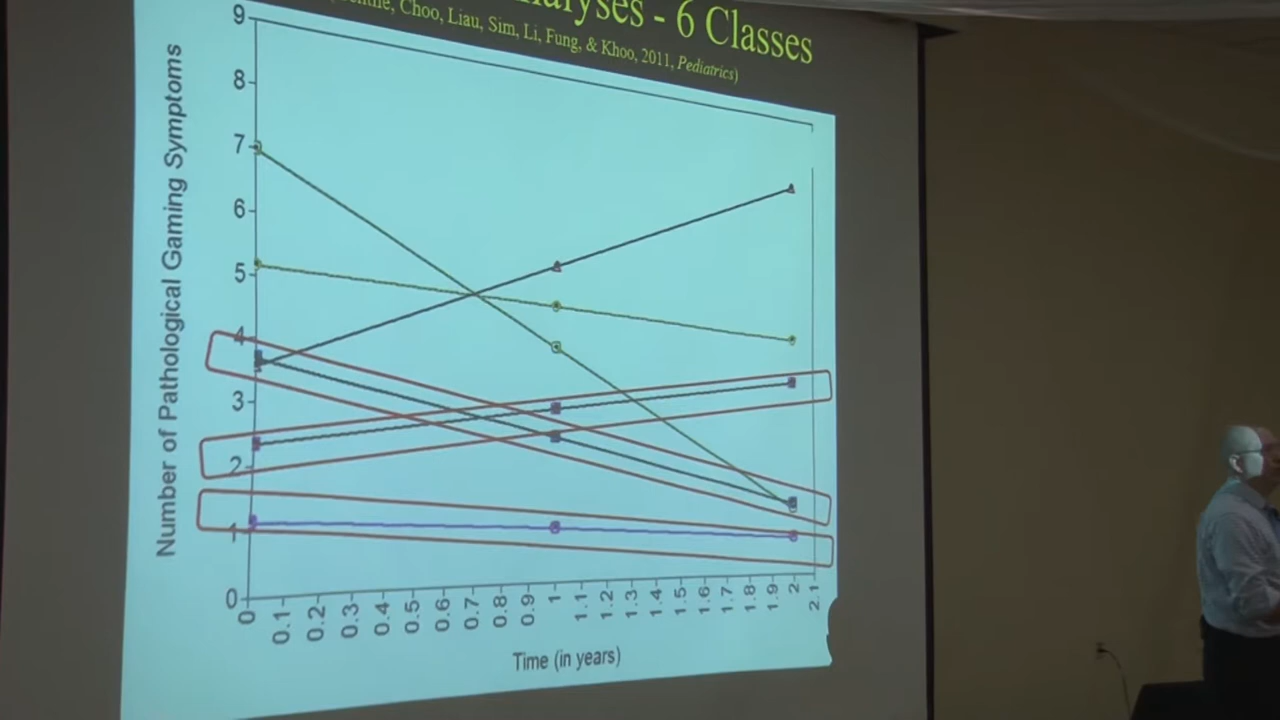 - 6 Classes
Choo, Liau, Sim, Li, Fung, & Khoo, 2011, Pediatrics)
Number of Pathological Gaming Symptoms
9
8
7
6
5
4
3
2
1
0
0 0.1 0.2 0.3 0.4 0.5 0.6 0.7 0.8 0.9 1 1.1 1.2 1.3 1.4 1.5 1.6 1.7 1.8 1.9 2 2.1
Time (in years)